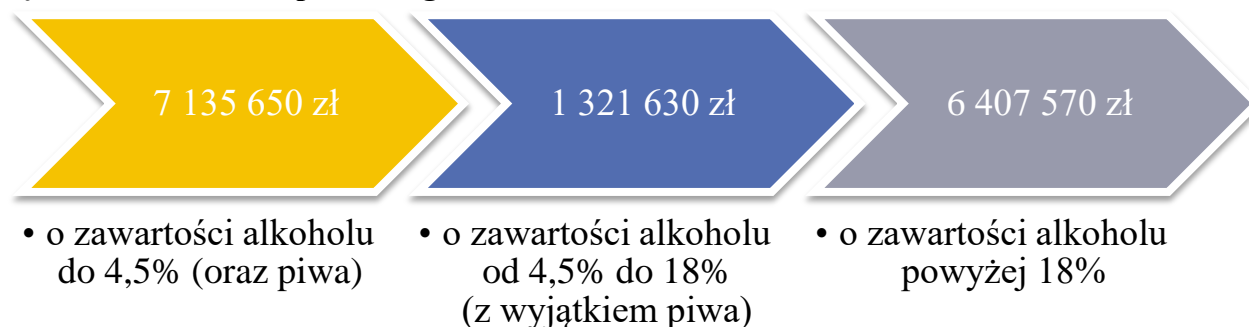 7 135 650 zł
1 321 630 zł
6 407 570 zł
• o zawartości alkoholu
do 4,5% (oraz piwa)
• o zawartości alkoholu
od 4,5% do 18%
(z wyjątkiem piwa)
• o zawartości alkoholu
powyżej 18%